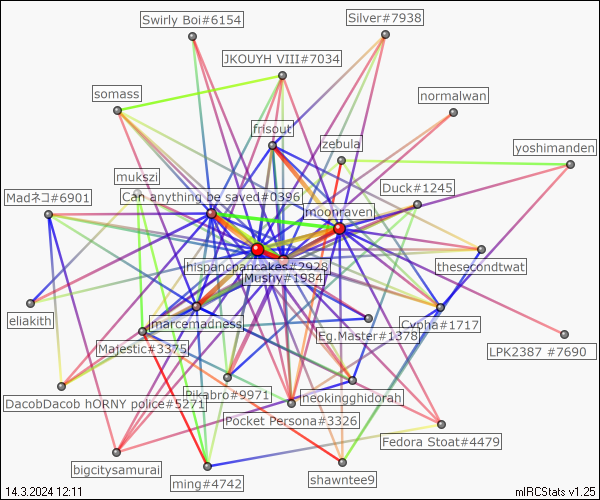 Swirly Boi#6154
Silver#7938
JKOUYH VIII#7034
somass
normalwan
frisout
zebula
yoshimanden
mukszi
Duck#1245
Madネコ#6901
Can anything be saved#0396
moonraven
hispancpancakes#2928
thesecondtwat
Mushy#1984
eliakith
marcemadness
Cypha#1717
Eg.Master#1378
Majestic#3375
LPK2387 #7690
Pikabro#9971
neokingghidorah
DacobDacob hORNY police#5271
Pocket Persona#3326
Fedora Stoat#4479
bigcitysamurai
ming#4742
shawntee9
14.3.2024 12:11
mIRCStats v1.25